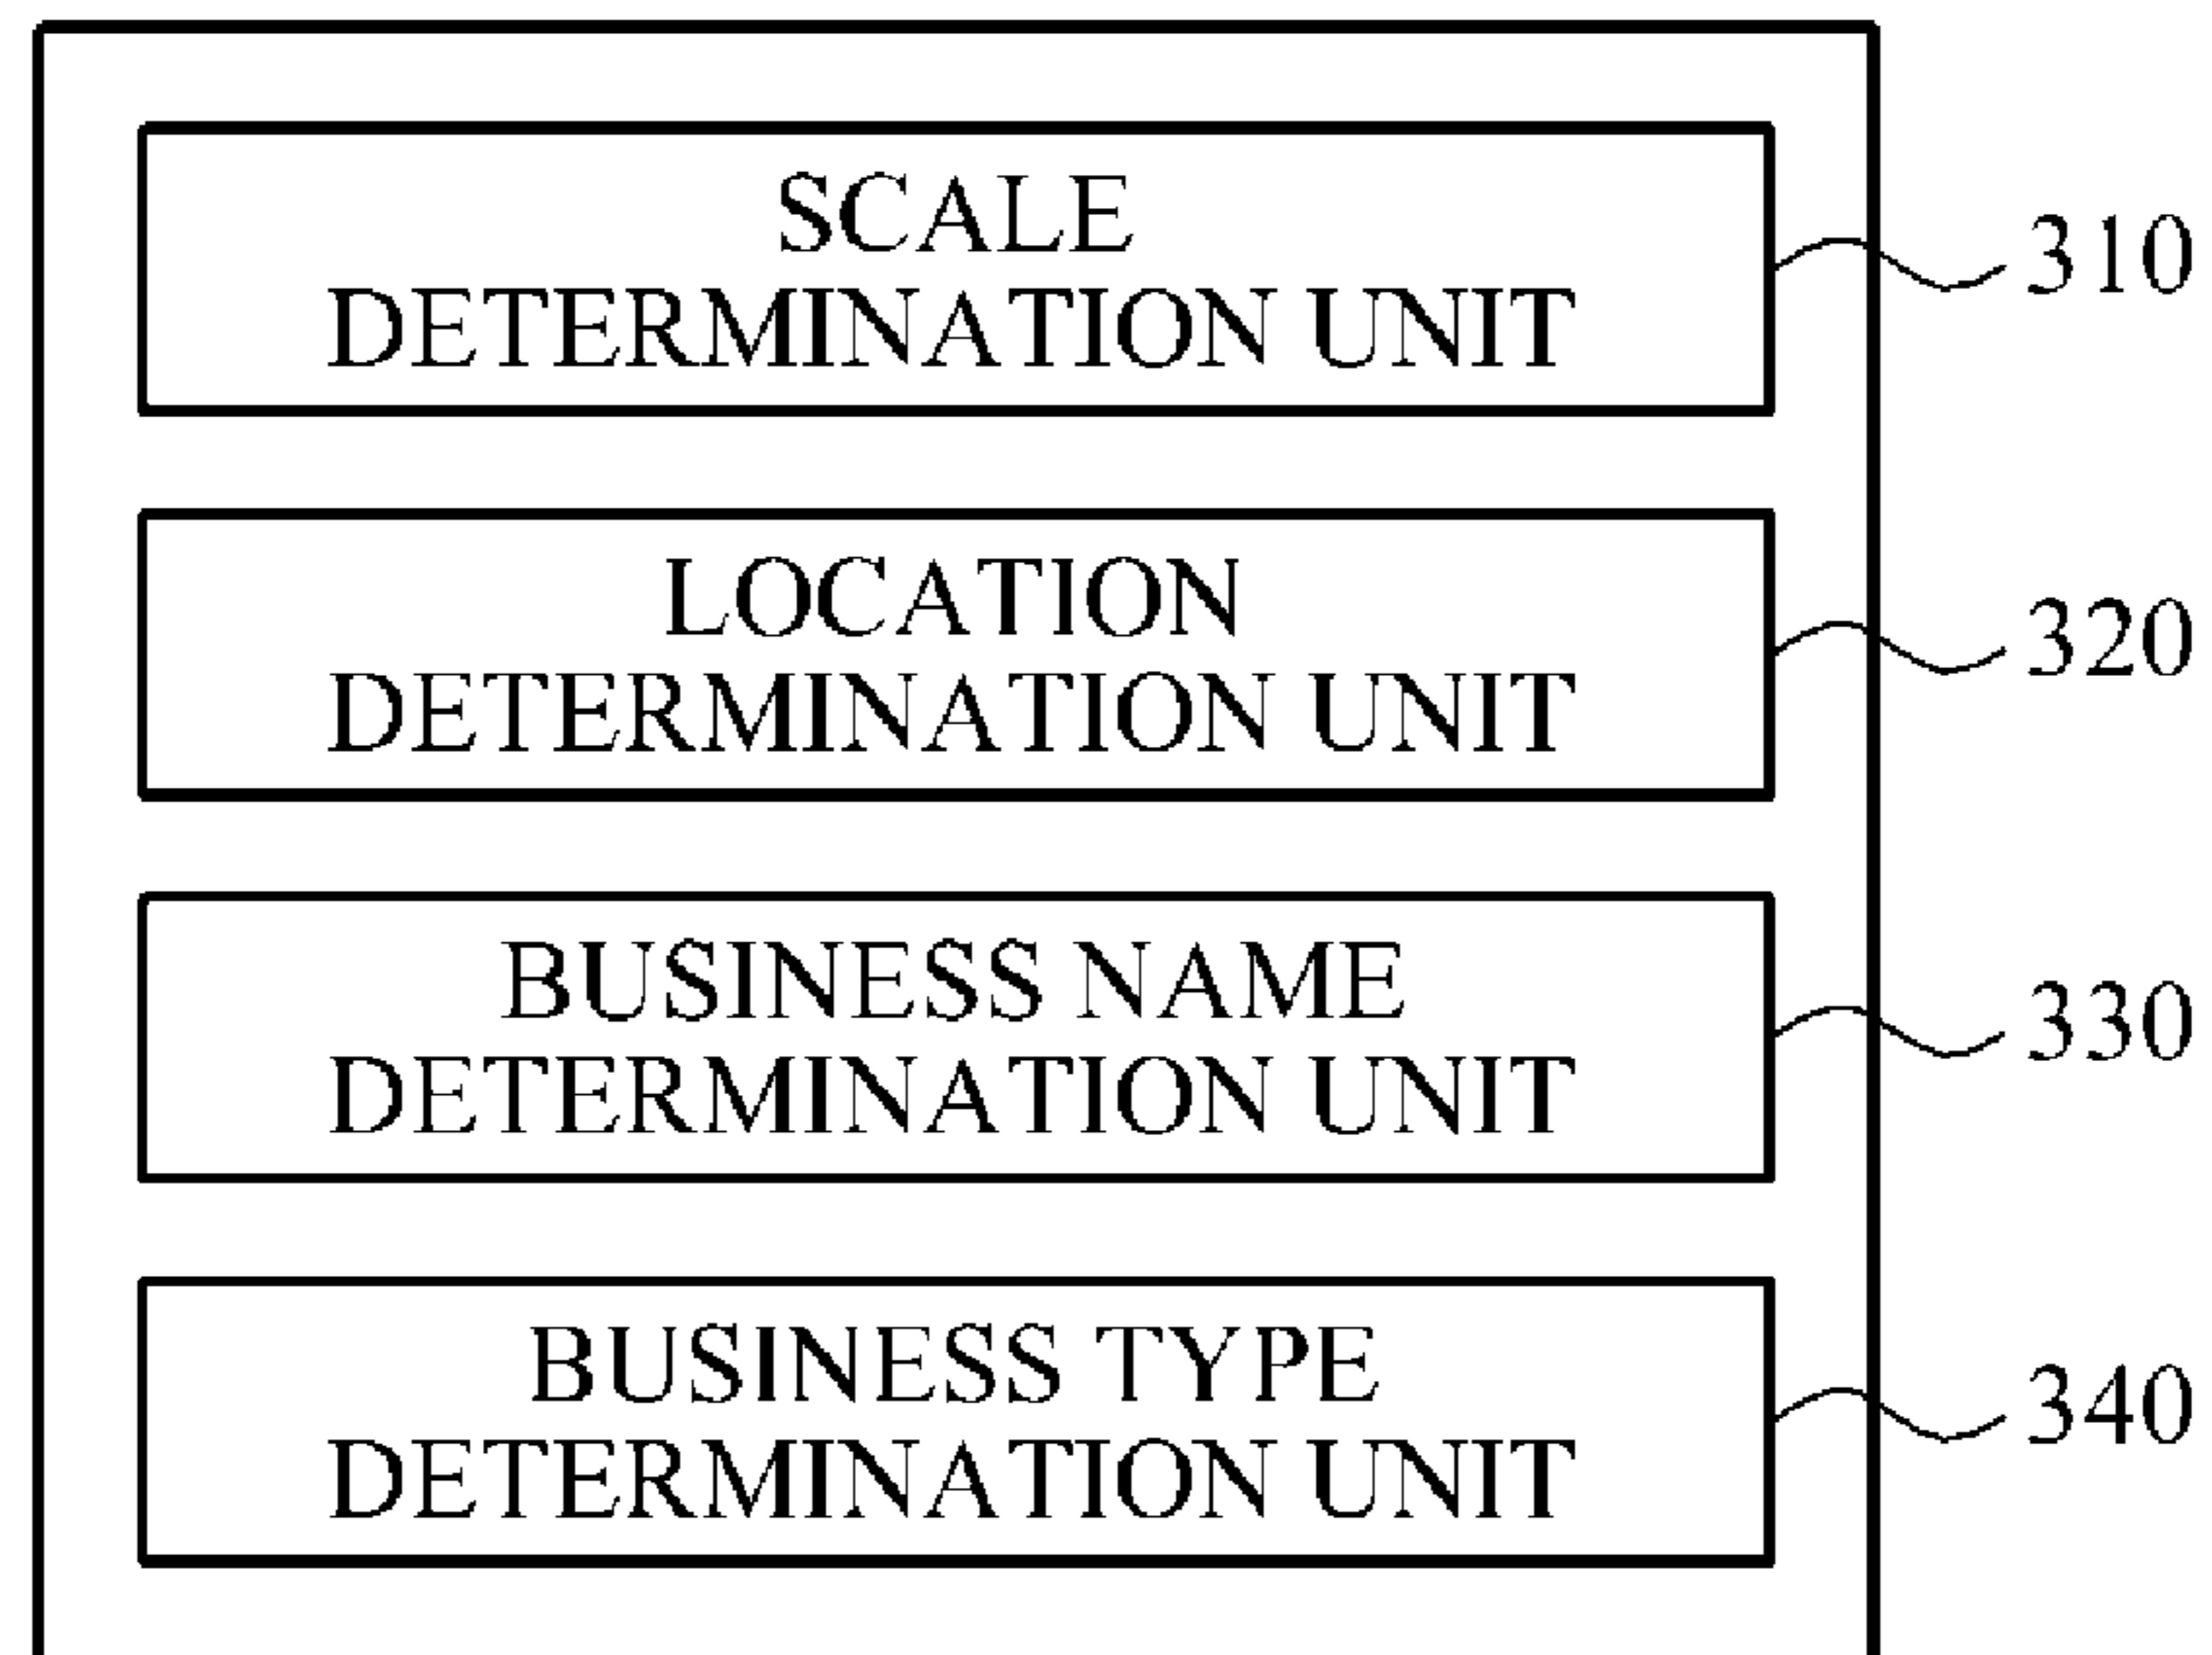 SCALE
DETERMINATION UNIT
310
LOCATION
DETERMINATION UNIT
320
BUSINESS NAME
DETERMINATION UNIT
330
BUSINESS TYPE
DETERMINATION UNIT
340